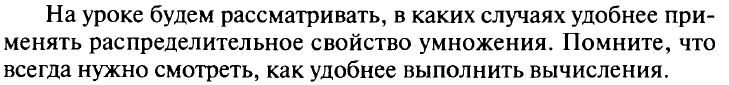 На уроке будем рассматривать, в каких случаях удобнее при-
менять распределительное свойство умножения. Помните, что
всегда нужно смотреть, как удобнее выполнить вычисления.